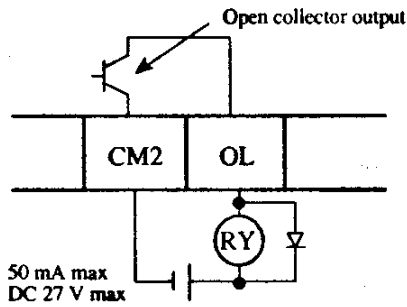 Open collector output
CM2 OL
RY
50 mA max
DC 27 V max